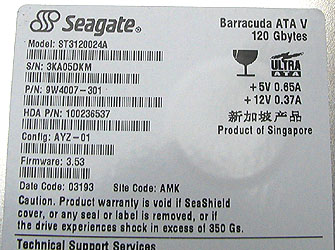 Seagate
Barracuda ATA V
120 Gbytes
Model: ST3120024A
S/N: 3KA05DKM
ULTRA
ATA
P/N: 9W4007-301
+5V 0.65A
+12V 0.37A
HDA P/N: 100236537
新加坡产品
Product of Singapore
Config: AYZ-01
Firmware: 3.53
Date Code: 03193 Site Code: AMK
Caution. Product warranty is void if SeaShield
cover, or any seal or label is removed, or if
the drive experiences shock in excess of 350 Gs.
Technical Support Services